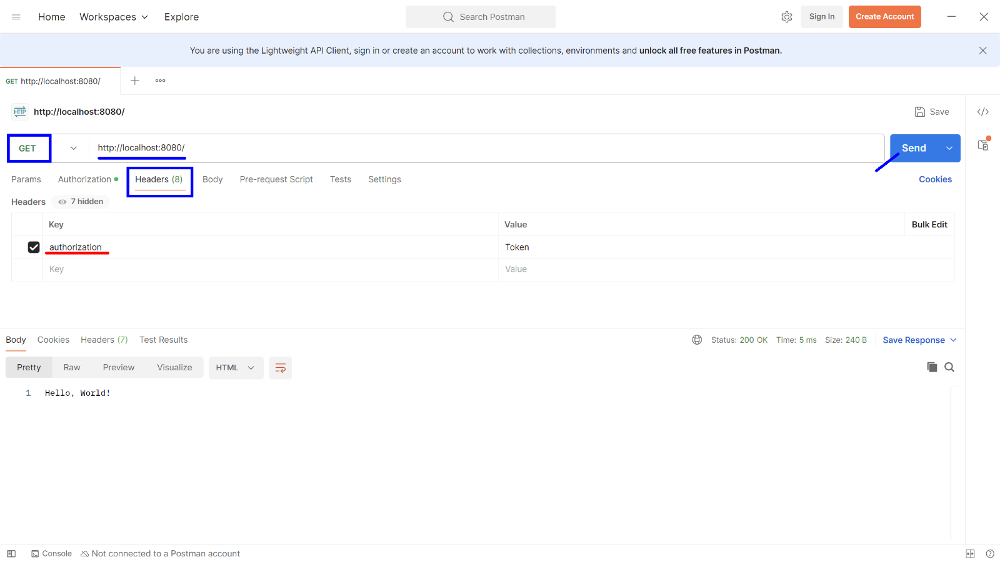 Home Workspaces Explore Search Postman Sign In Create Account
You are using the Lightweight API Client, sign in or create an account to work with collections, environments and unlock all free features in Postman.
GET http://localhost:8080/
HTTP http://localhost:8080/ Save </>
GET http://localhost:8080/ Send
Params Authorization Headers (8) Body Pre-request Script Tests Settings Cookies
Headers 7 hidden
Key Value Bulk Edit
authorization Token
Key Value
Body Cookies Headers (7) Test Results Status: 200 OK Time: 5 ms Size: 240 B Save Response
Pretty Raw Preview Visualize HTML
1 Hello, World!
Console Not connected to a Postman account